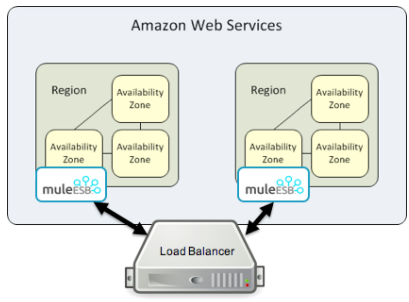 Amazon Web Services
Region
Availability
Zone
Availability
Zone
Availability
Zone
muleESB
Region
Availability
Zone
Availability
Zone
Availability
Zone
muleESB
Load Balancer